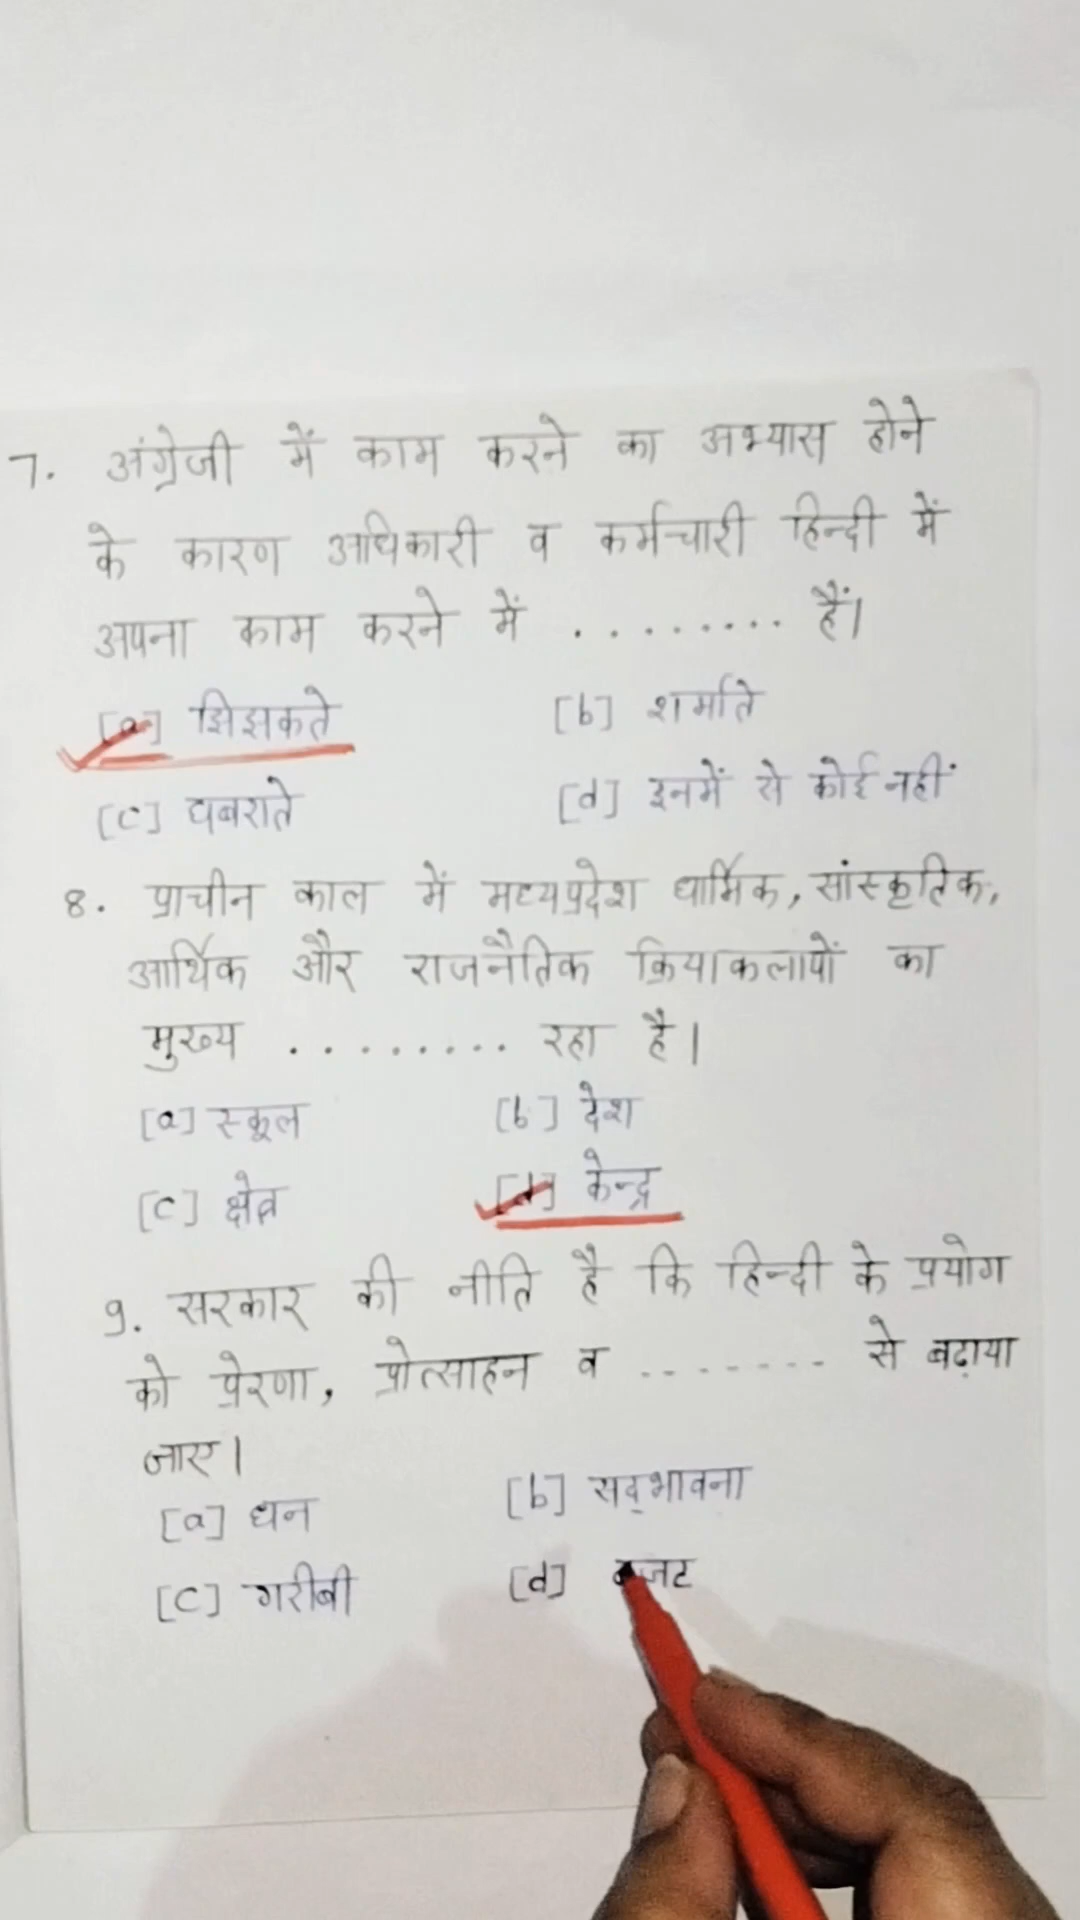 7. अंग्रेजी में काम करने का अभ्यास होने
के कारण अधिकारी व कर्मचारी हिन्दी में
अपना काम करने में ......... हैं।
[a] झिझकते [b] शर्माते
[c] घबराते [d] इनमें से कोई नहीं
8. प्राचीन काल में मध्यप्रदेश धार्मिक, सांस्कृतिक,
आर्थिक और राजनैतिक क्रियाकलापों का
मुख्य ......... रहा है।
[a] स्कूल [b] देश
[c] क्षेत्र [d] केन्द्र
9. सरकार की नीति है कि हिन्दी के प्रयोग
को प्रेरणा, प्रोत्साहन व ------- से बढ़ाया
जाए।
[a] धन [b] सद्भावना
[c] गरीबी [d] बजट